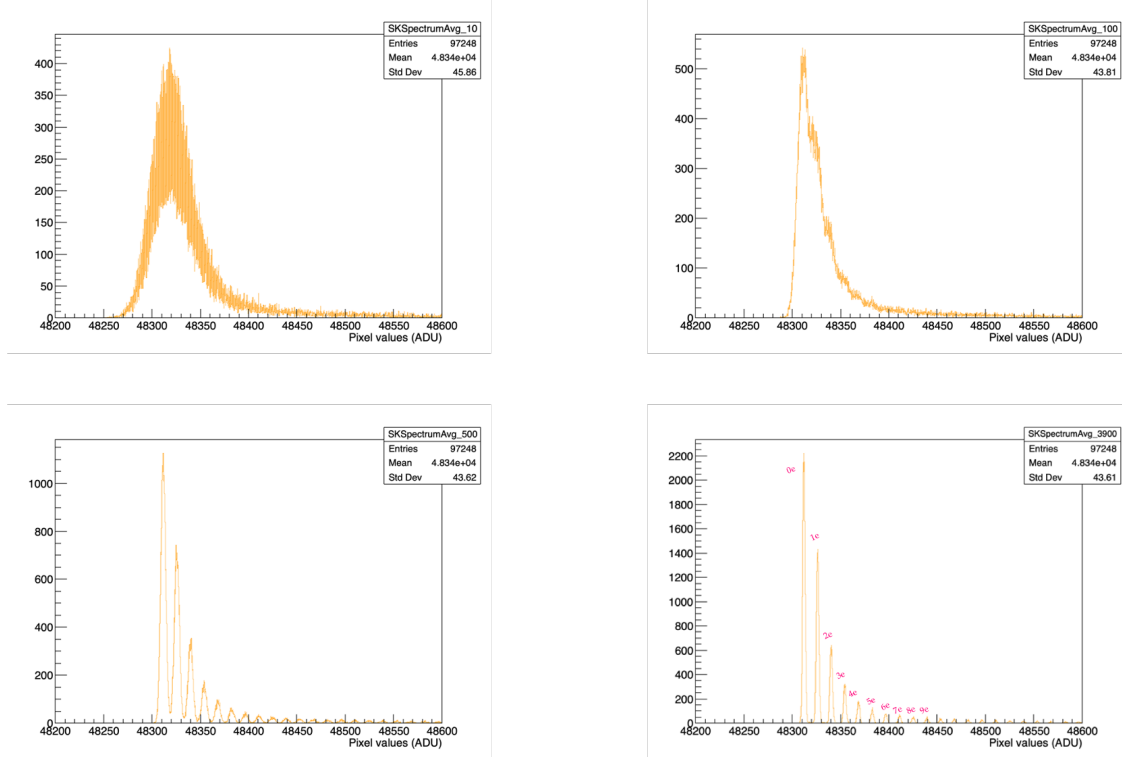 SKSpectrumAvg_10
Entries 97248
Mean 4.834e+04
Std Dev 45.86
400
350
300
250
200
150
100
50
0
48200 48250 48300 48350 48400 48450 48500 48550 48600
Pixel values (ADU)
SKSpectrumAvg_100
Entries 97248
Mean 4.834e+04
Std Dev 43.81
500
400
300
200
100
0
48200 48250 48300 48350 48400 48450 48500 48550 48600
Pixel values (ADU)
SKSpectrumAvg_500
Entries 97248
Mean 4.834e+04
Std Dev 43.62
1000
800
600
400
200
0
48200 48250 48300 48350 48400 48450 48500 48550 48600
Pixel values (ADU)
SKSpectrumAvg_3900
Entries 97248
Mean 4.834e+04
Std Dev 43.61
2200
2000
1800
1600
1400
1200
1000
800
600
400
200
0
0e
1e
2e
3e
4e
5e
6e
7e
8e
9e
48200 48250 48300 48350 48400 48450 48500 48550 48600
Pixel values (ADU)